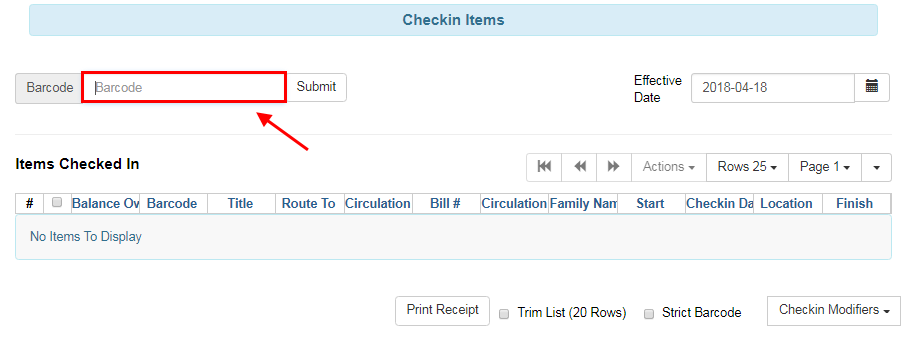 Checkin Items
Barcode Barcode Submit Effective Date 2018-04-18
Items Checked In Actions Rows 25 Page 1
# Balance Ov Barcode Title Route To Circulation Bill # Circulation Family Nam Start Checkin Da Location Finish
No Items To Display
Print Receipt Trim List (20 Rows) Strict Barcode Checkin Modifiers